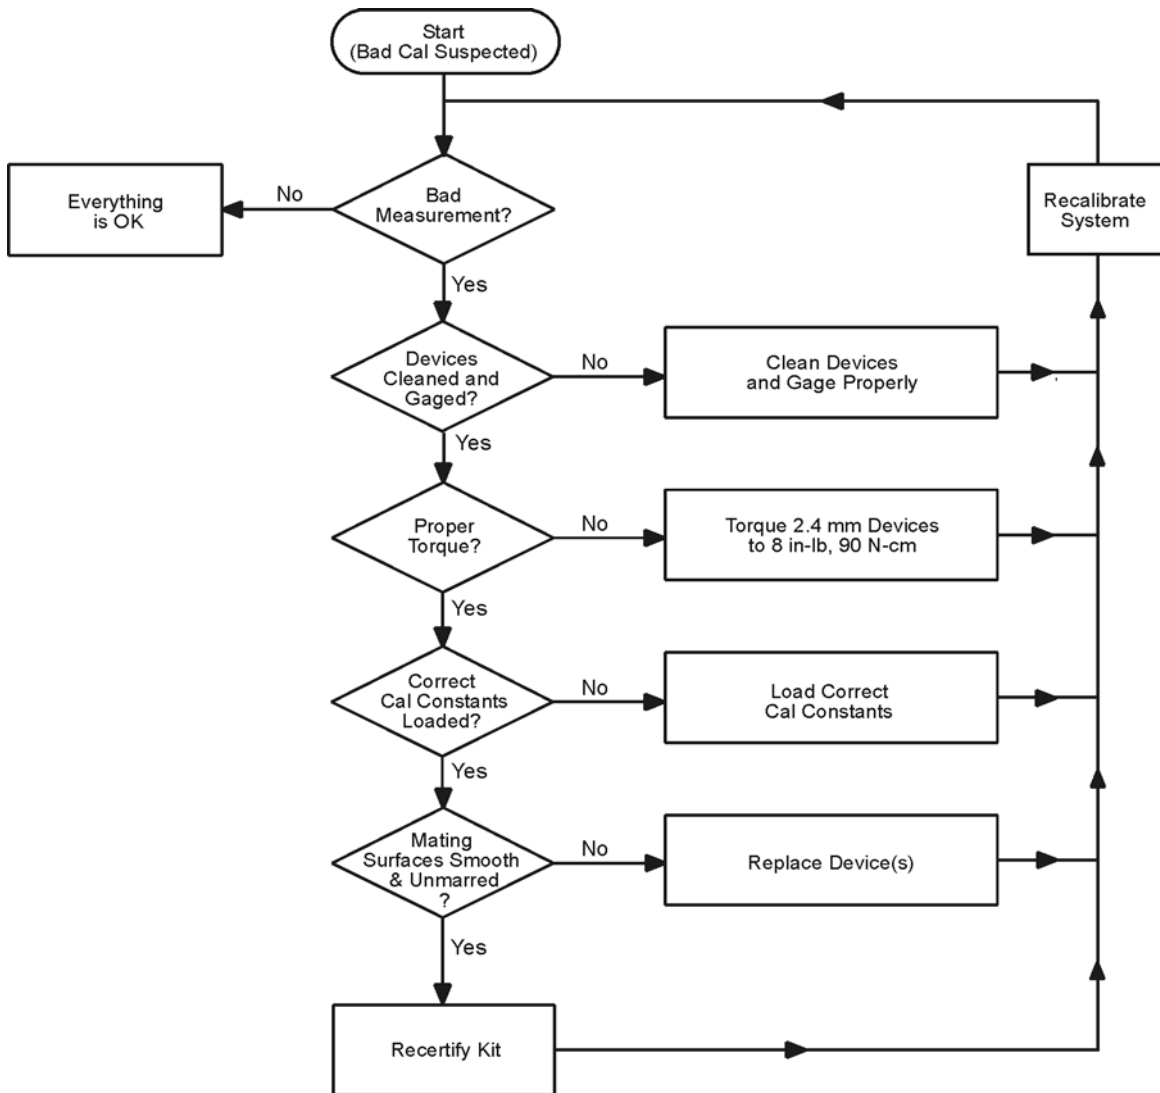 Start
(Bad Cal Suspected)
Everything
is OK
No
Bad
Measurement?
Recalibrate
System
Yes
Devices
Cleaned and
Gaged?
No
Clean Devices
and Gage Properly
Yes
Proper
Torque?
No
Torque 2.4 mm Devices
to 8 in-lb, 90 N-cm
Yes
Correct
Cal Constants
Loaded?
No
Load Correct
Cal Constants
Yes
Mating
Surfaces Smooth
& Unmarred
?
No
Replace Device(s)
Yes
Recertify Kit